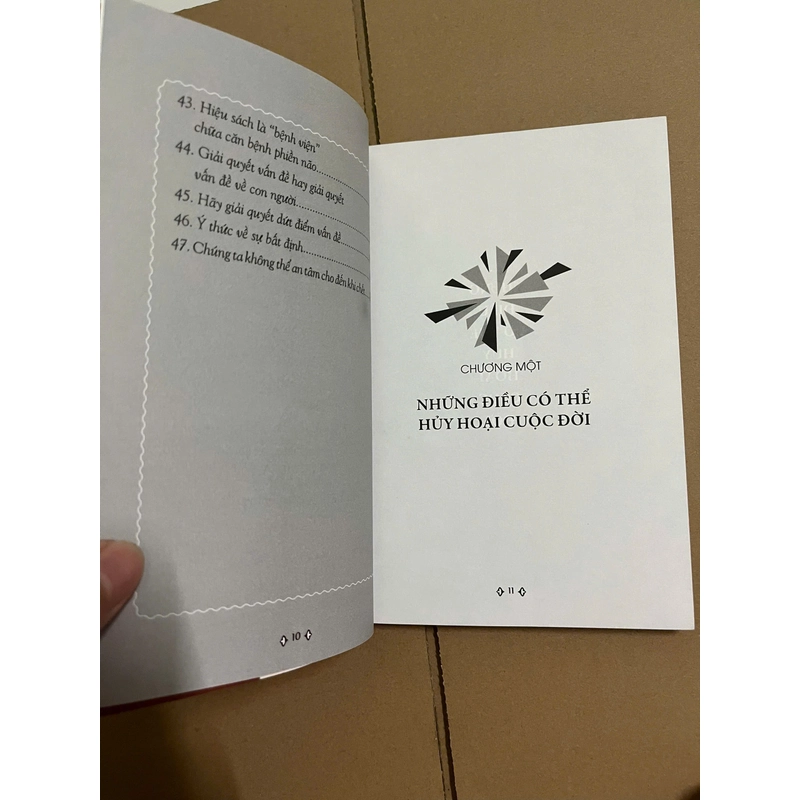 43. Hiệu sách là “bệnh viện”
chữa căn bệnh phiền não..................
44. Giải quyết vấn đề hay giải quyết
vấn đề về con người..................
45. Hãy giải quyết dứt điểm vấn đề......
46. Ý thức về sự bất định..................
47. Chúng ta không thể an tâm cho đến khi chết....
10
CHƯƠNG MỘT
NHỮNG ĐIỀU CÓ THỂ
HỦY HOẠI CUỘC ĐỜI
11